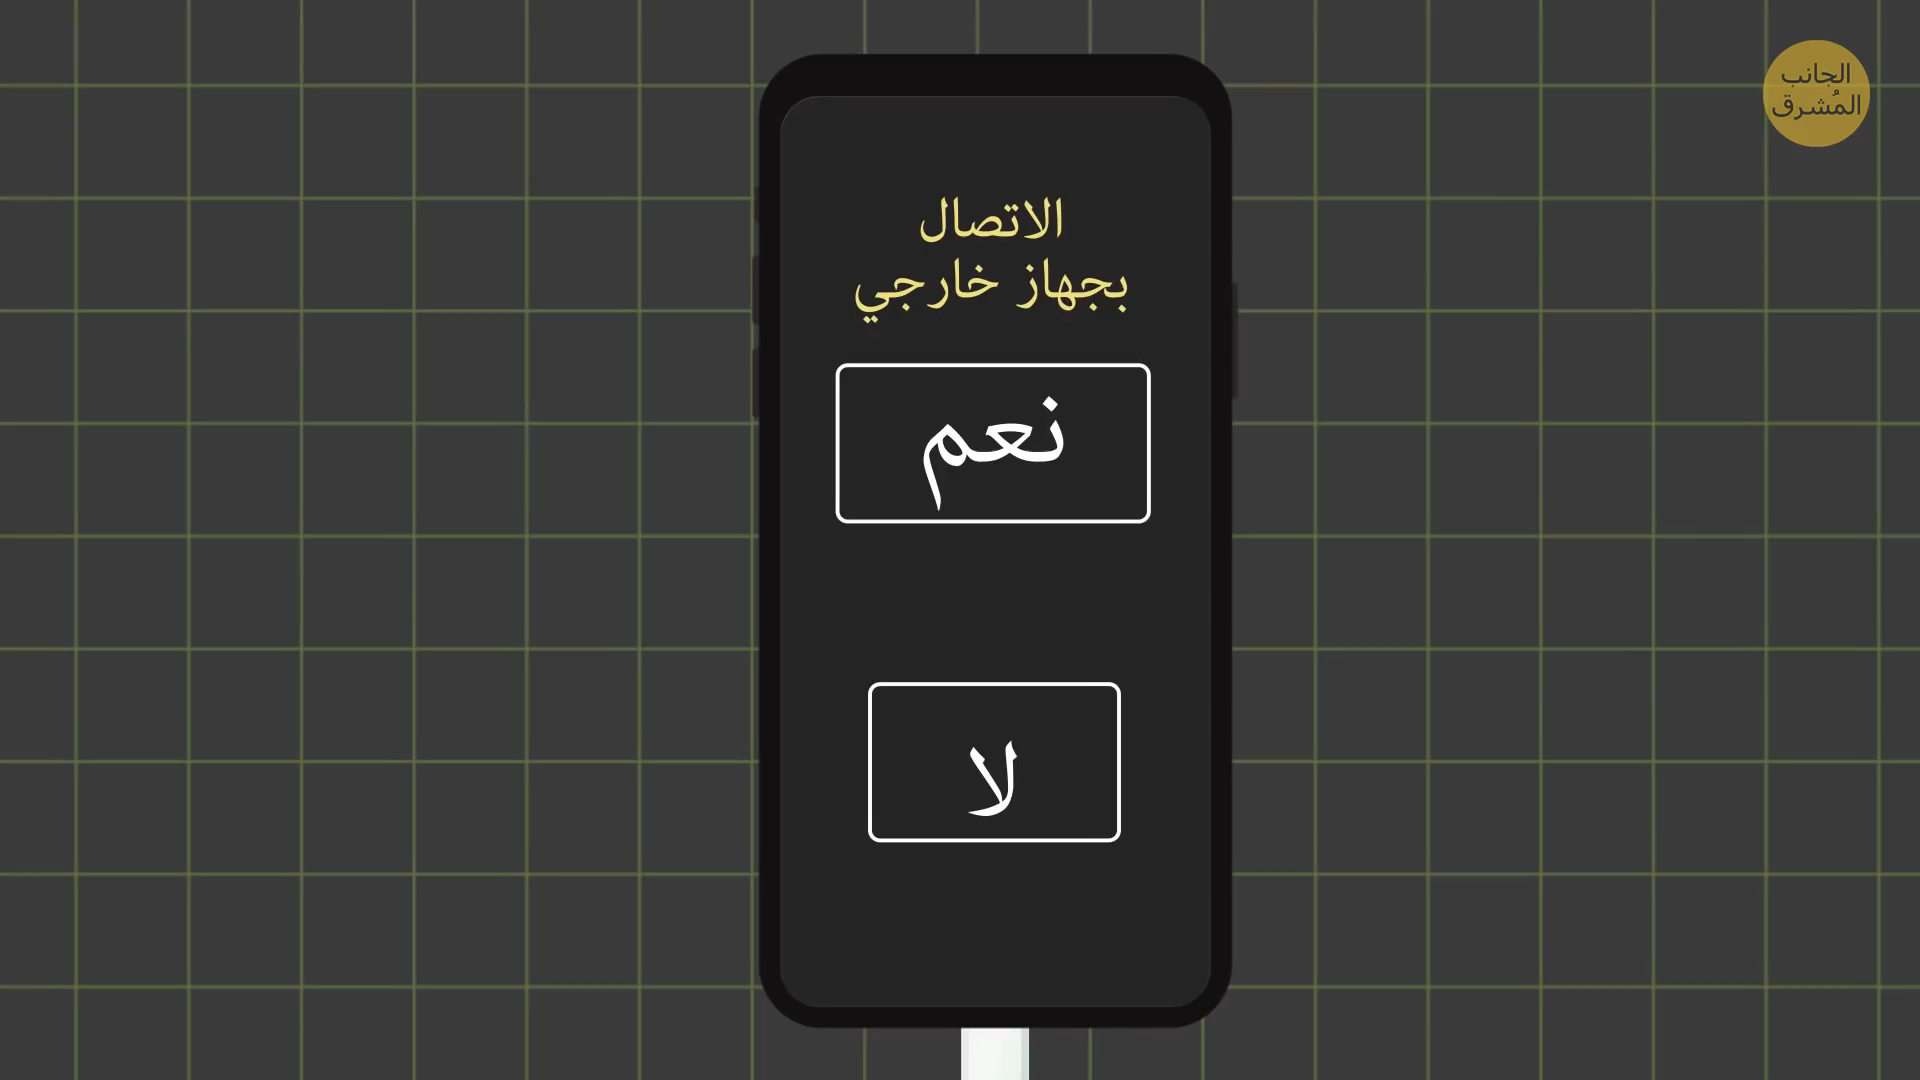 الجانب
المُشرق
الاتصال
بجهاز خارجي
نعم
لا